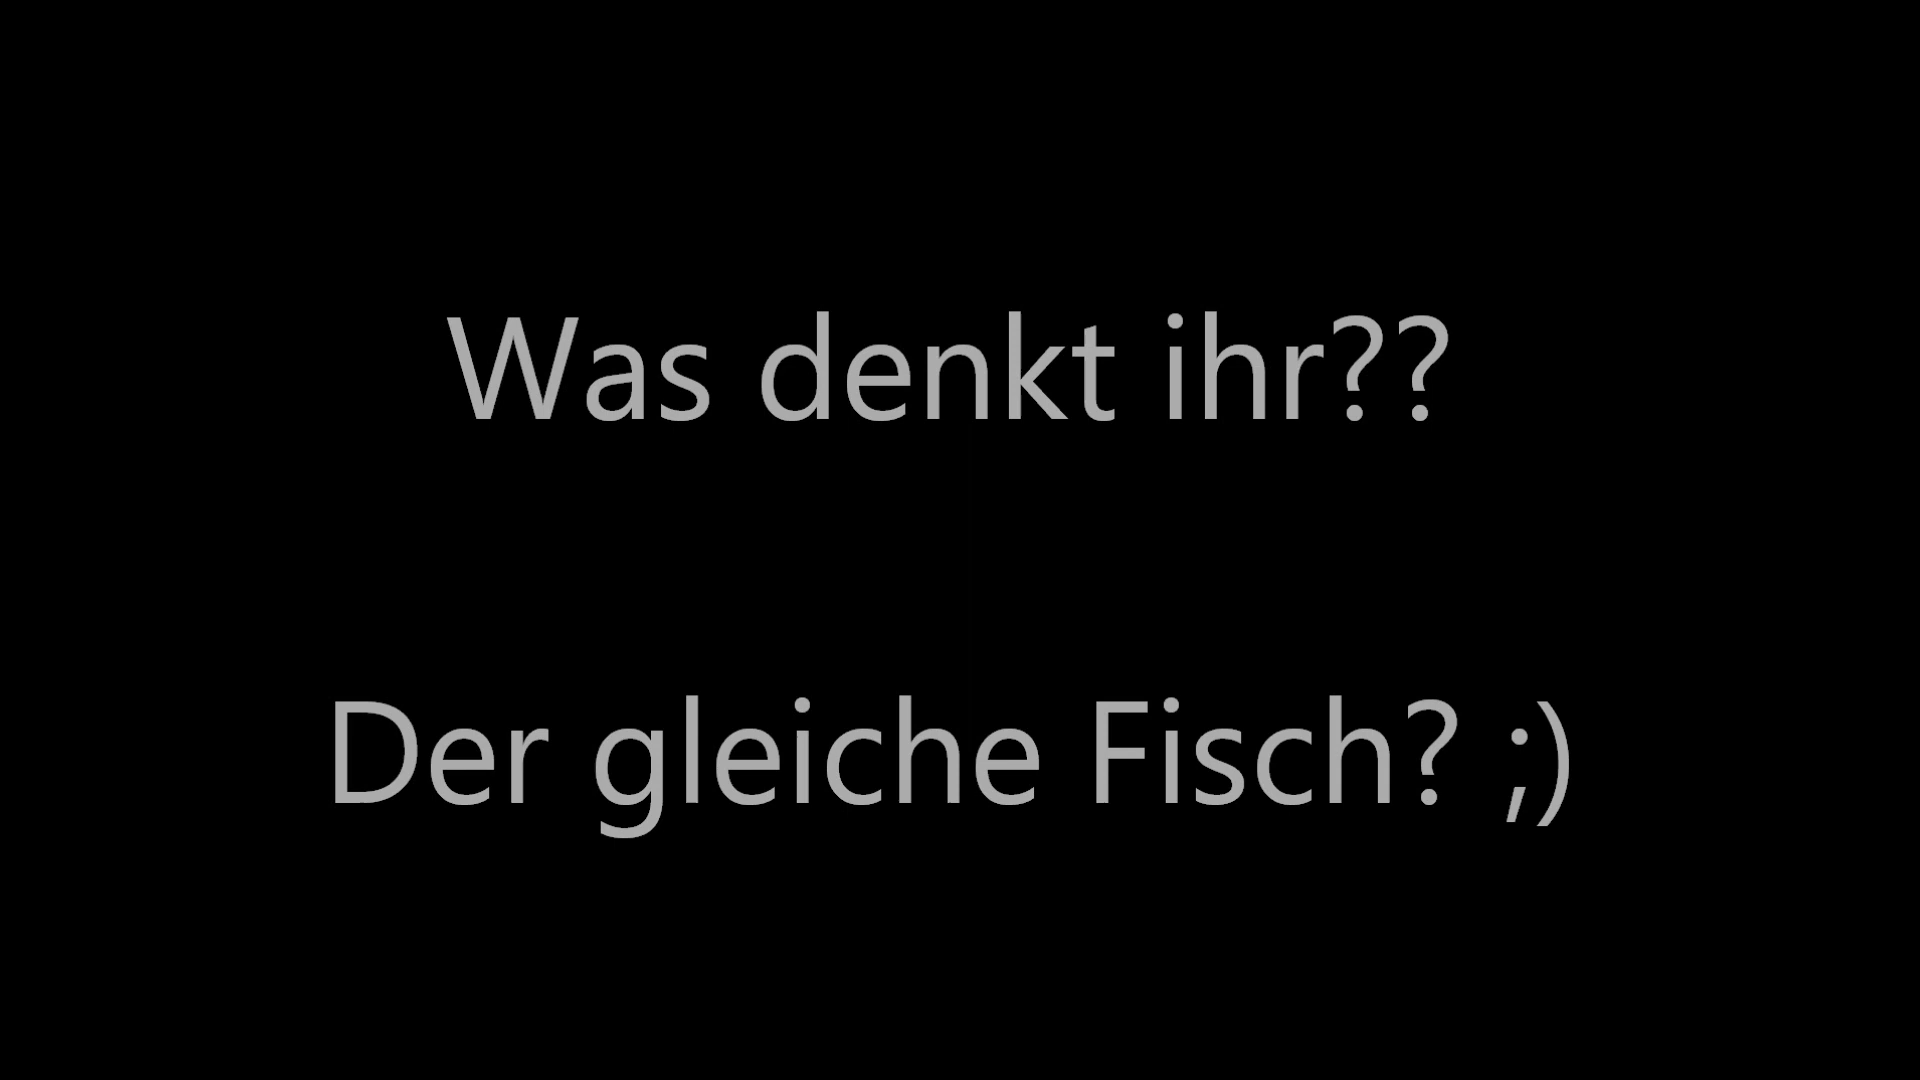 Was denkt ihr??
Der gleiche Fisch? ;)